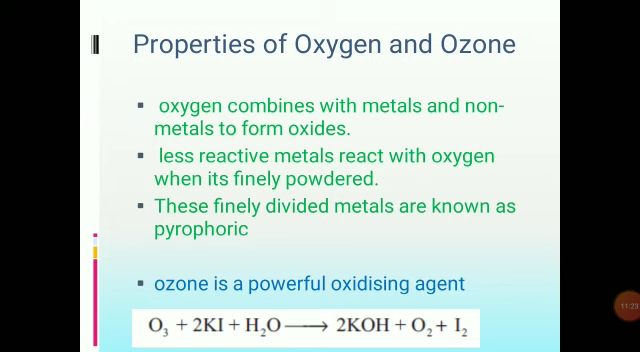 Properties of Oxygen and Ozone
oxygen combines with metals and non-
metals to form oxides.
less reactive metals react with oxygen
when its finely powdered.
These finely divided metals are known as
pyrophoric
ozone is a powerful oxidising agent
O₃ + 2KI + H₂O ⟶ 2KOH + O₂ + I₂
11:23